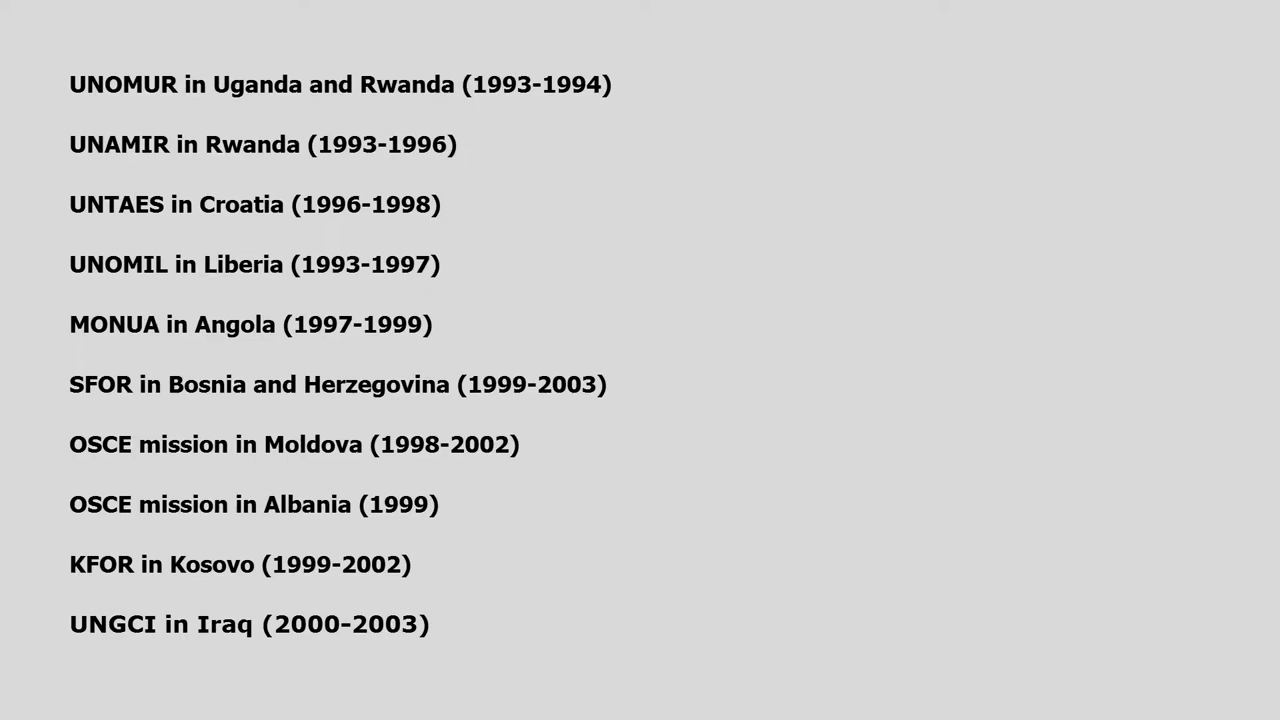 UNOMUR in Uganda and Rwanda (1993-1994)
UNAMIR in Rwanda (1993-1996)
UNTAES in Croatia (1996-1998)
UNOMIL in Liberia (1993-1997)
MONUA in Angola (1997-1999)
SFOR in Bosnia and Herzegovina (1999-2003)
OSCE mission in Moldova (1998-2002)
OSCE mission in Albania (1999)
KFOR in Kosovo (1999-2002)
UNGCI in Iraq (2000-2003)